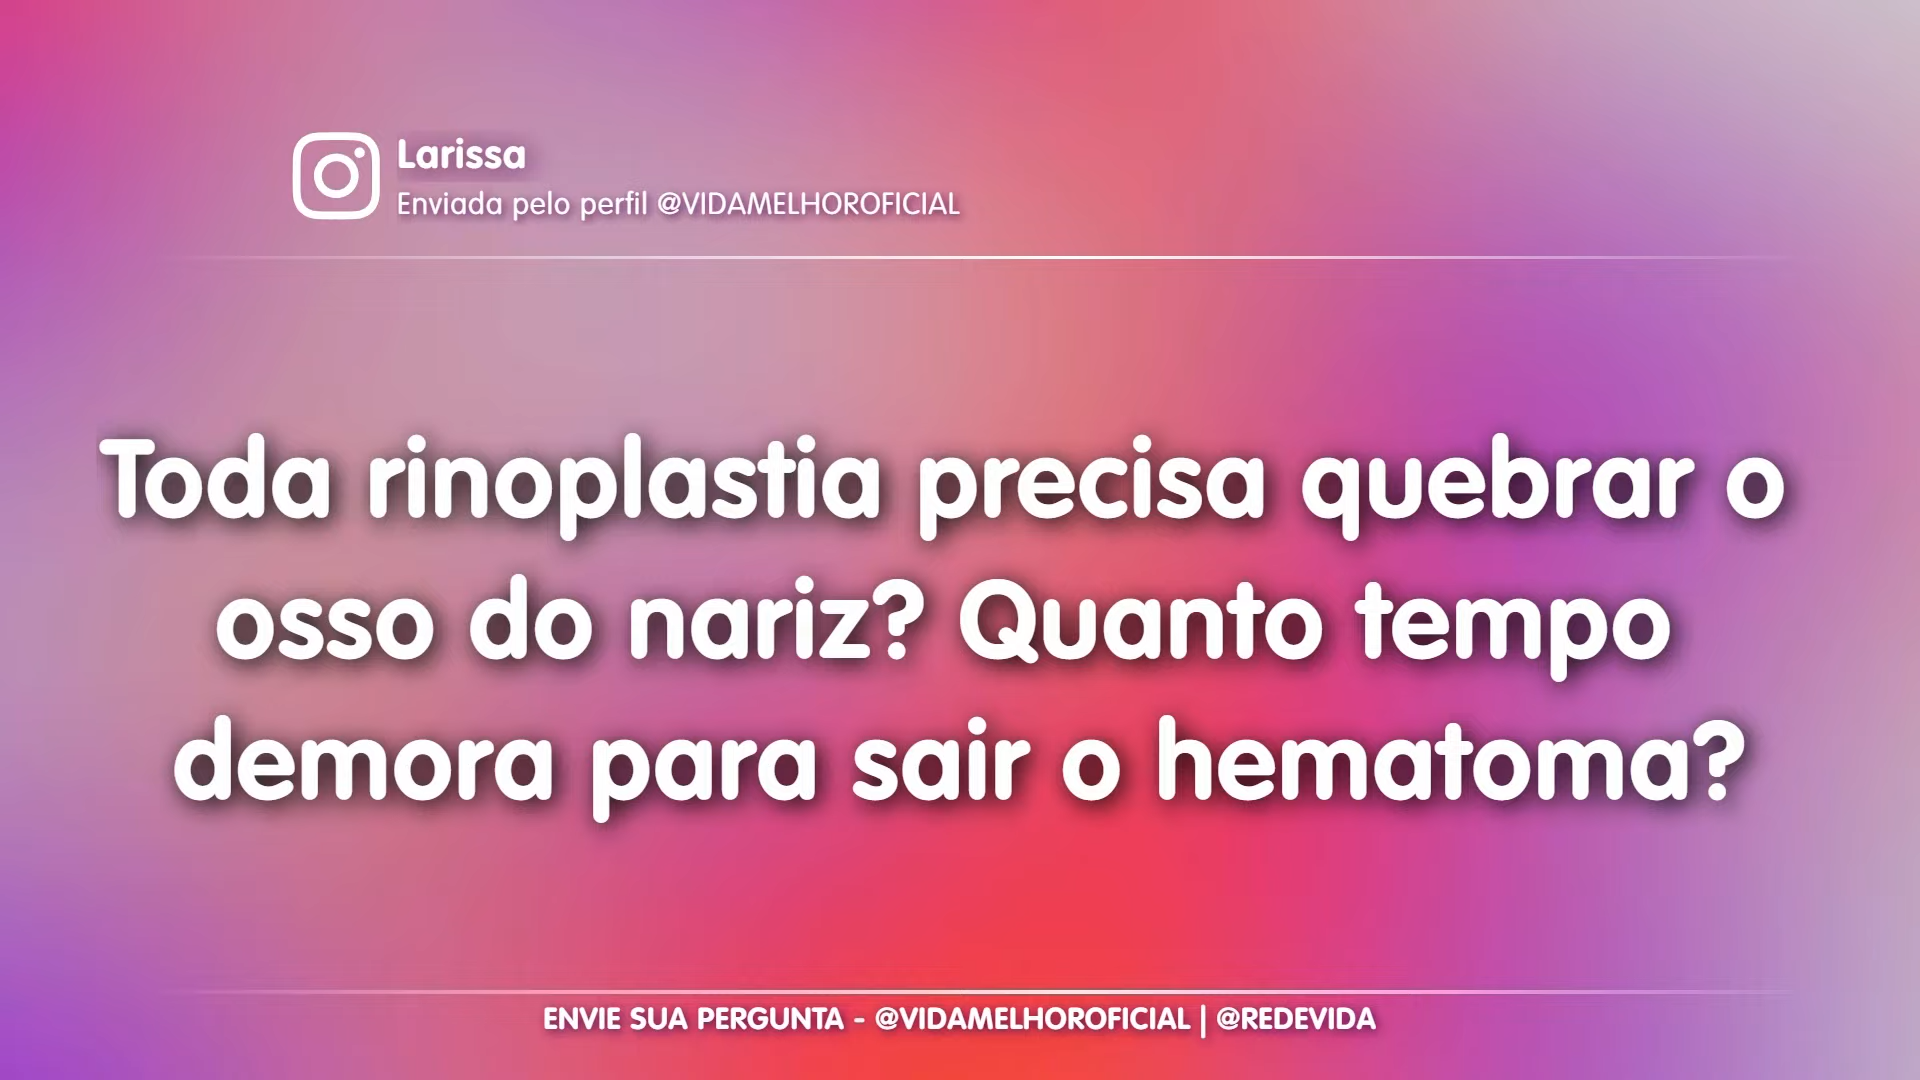 Larissa
Enviada pelo perfil @VIDAMELHOROFICIAL
Toda rinoplastia precisa quebrar o
osso do nariz? Quanto tempo
demora para sair o hematoma?
ENVIE SUA PERGUNTA - @VIDAMELHOROFICIAL | @REDEVIDA